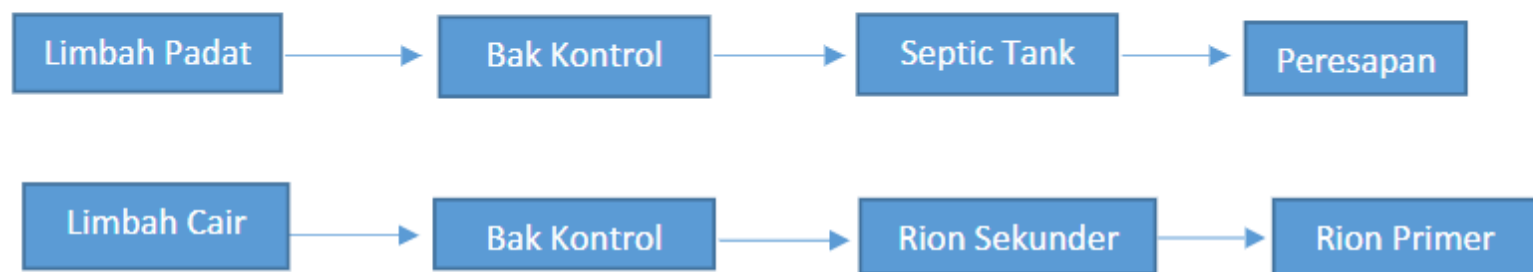 Limbah Padat
Bak Kontrol
Septic Tank
Peresapan
Limbah Cair
Bak Kontrol
Rion Sekunder
Rion Primer